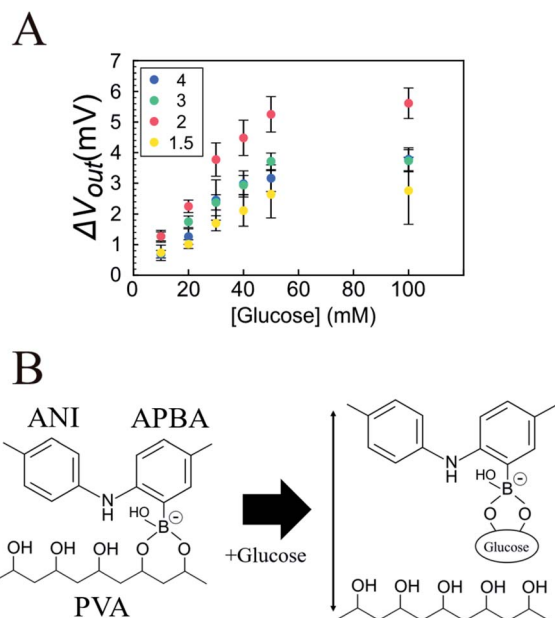 A
ΔVout(mV)
7
6
5
4
3
2
1
0
4
3
2
1.5
0 20 40 60 80 100
[Glucose] (mM)
B
ANI APBA
N
H
HO
B
⊖
O O
OH OH OH
PVA
+Glucose
N
H
HO
B
⊖
O O
Glucose
OH OH OH OH OH